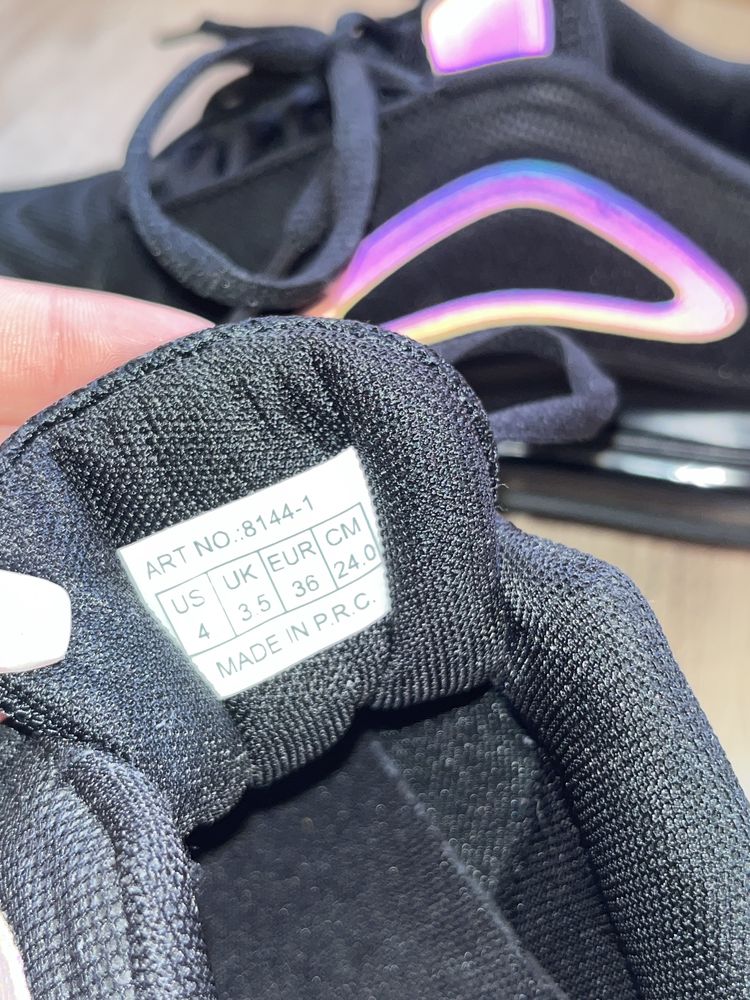 ART NO.:8144-1
US UK EUR CM
4 3.5 36 24.0
MADE IN P.R.C.